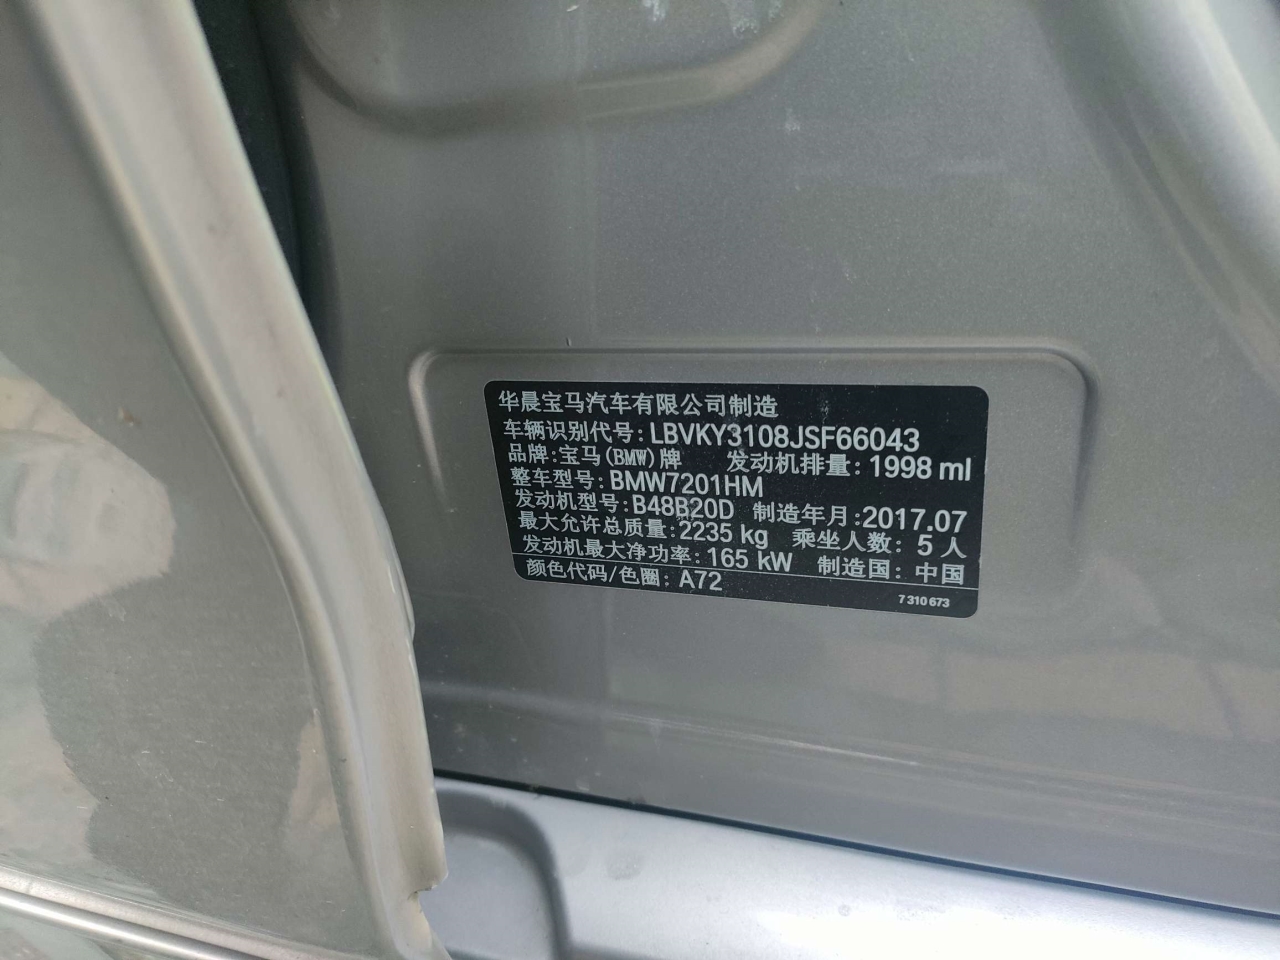 华晨宝马汽车有限公司制造
车辆识别代号: LBVKY3108JSF66043
品牌: 宝马(BMW)牌 发动机排量: 1998 ml
整车型号: BMW7201HM
发动机型号: B48B20D 制造年月: 2017.07
最大允许总质量: 2235 kg 乘坐人数: 5 人
发动机最大净功率: 165 kW 制造国: 中国
颜色代码/色圈: A72
7 310 673